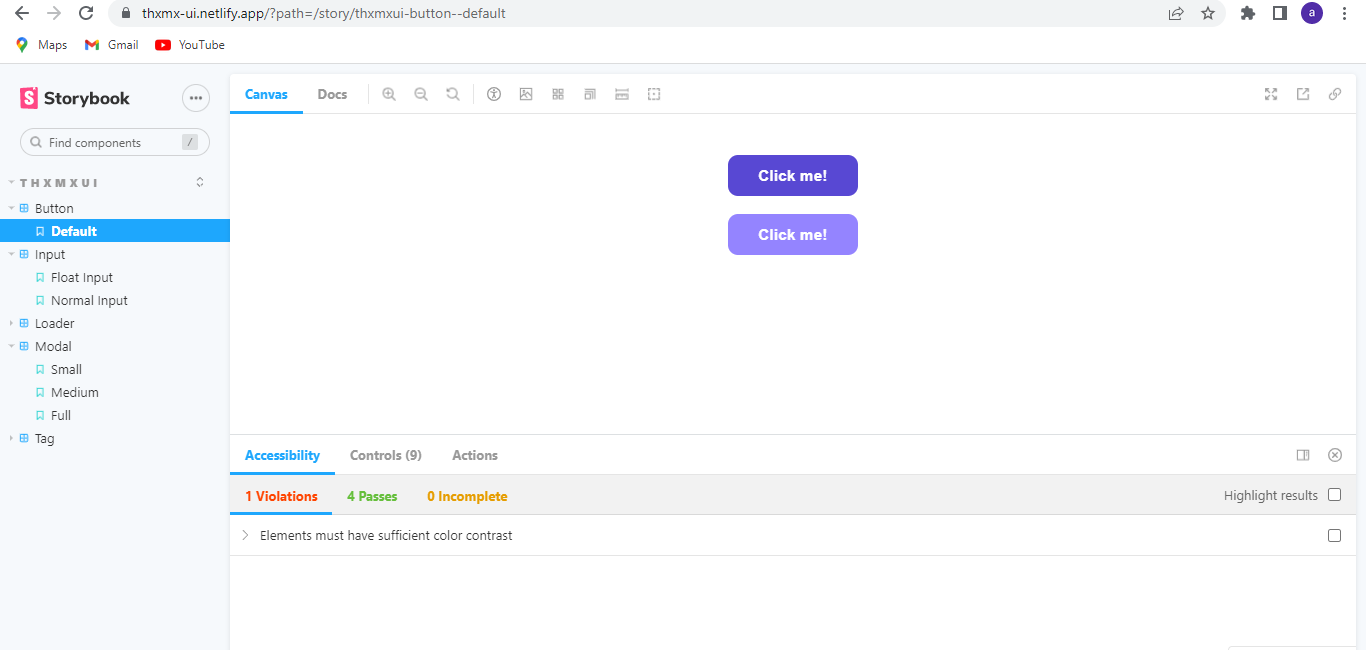 thxmx-ui.netlify.app/?path=/story/thxmxui-button--default
a
Maps Gmail YouTube
S Storybook
Find components /
THXMXUI
Button
Default
Input
Float Input
Normal Input
Loader
Modal
Small
Medium
Full
Tag
Canvas Docs
Click me!
Click me!
Accessibility Controls (9) Actions
1 Violations 4 Passes 0 Incomplete Highlight results
Elements must have sufficient color contrast